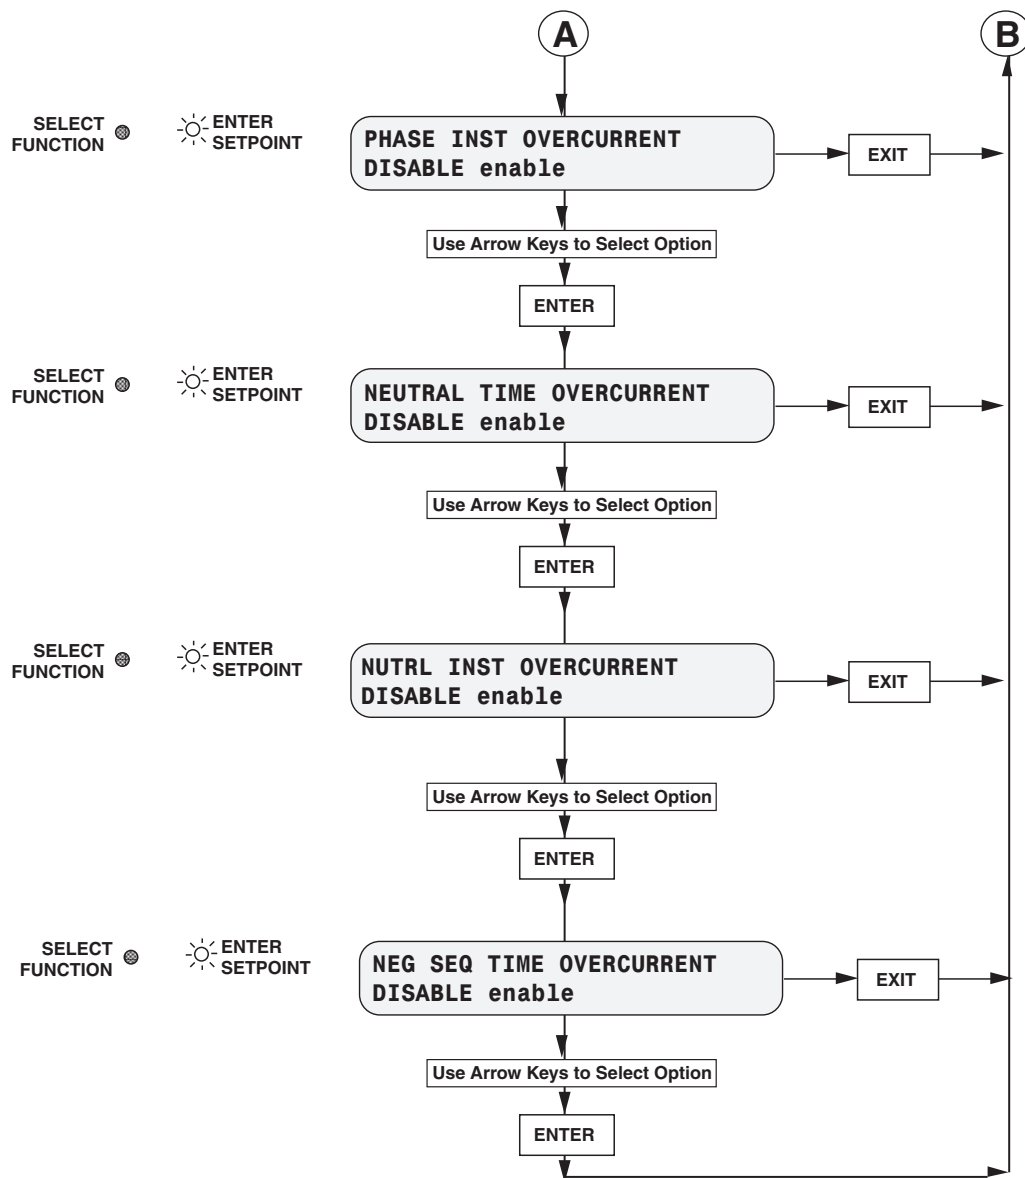 A
B
SELECT
FUNCTION
ENTER
SETPOINT
PHASE INST OVERCURRENT
DISABLE enable
EXIT
Use Arrow Keys to Select Option
ENTER
SELECT
FUNCTION
ENTER
SETPOINT
NEUTRAL TIME OVERCURRENT
DISABLE enable
EXIT
Use Arrow Keys to Select Option
ENTER
SELECT
FUNCTION
ENTER
SETPOINT
NUTRL INST OVERCURRENT
DISABLE enable
EXIT
Use Arrow Keys to Select Option
ENTER
SELECT
FUNCTION
ENTER
SETPOINT
NEG SEQ TIME OVERCURRENT
DISABLE enable
EXIT
Use Arrow Keys to Select Option
ENTER